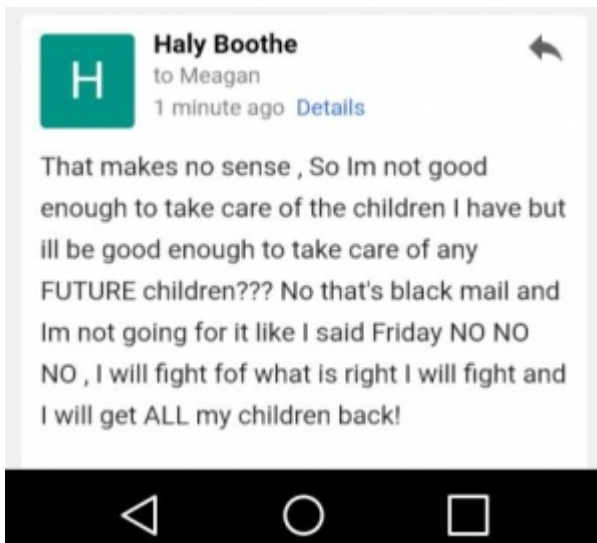 H
Haly Boothe
to Meagan
1 minute ago Details
That makes no sense , So Im not good
enough to take care of the children I have but
ill be good enough to take care of any
FUTURE children??? No that's black mail and
Im not going for it like I said Friday NO NO
NO , I will fight fof what is right I will fight and
I will get ALL my children back!